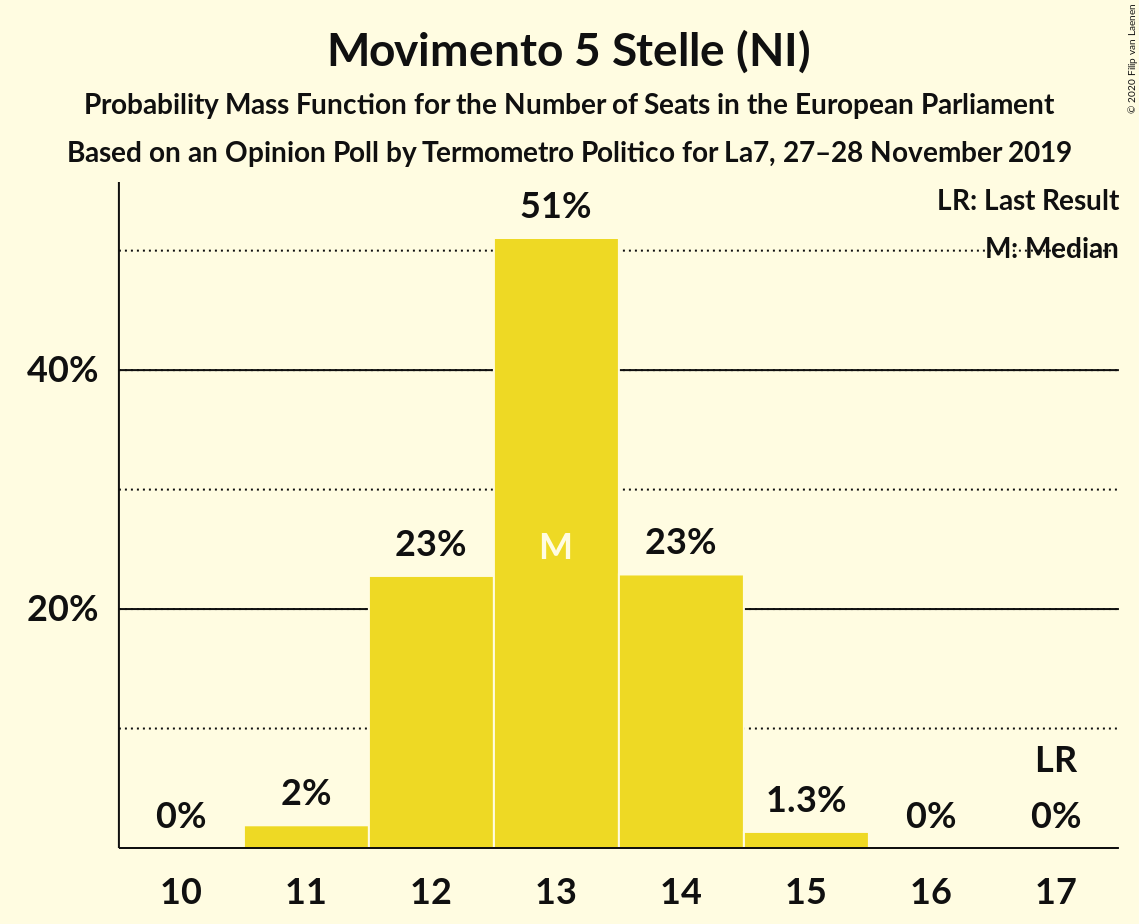 Movimento 5 Stelle (NI)
Probability Mass Function for the Number of Seats in the European Parliament
Based on an Opinion Poll by Termometro Politico for La7, 27–28 November 2019
© 2020 Filip van Laenen
LR: Last Result
M: Median
51%
40%
23%
M
23%
20%
LR
0%
2%
1.3%
0%
0%
10 11 12 13 14 15 16 17